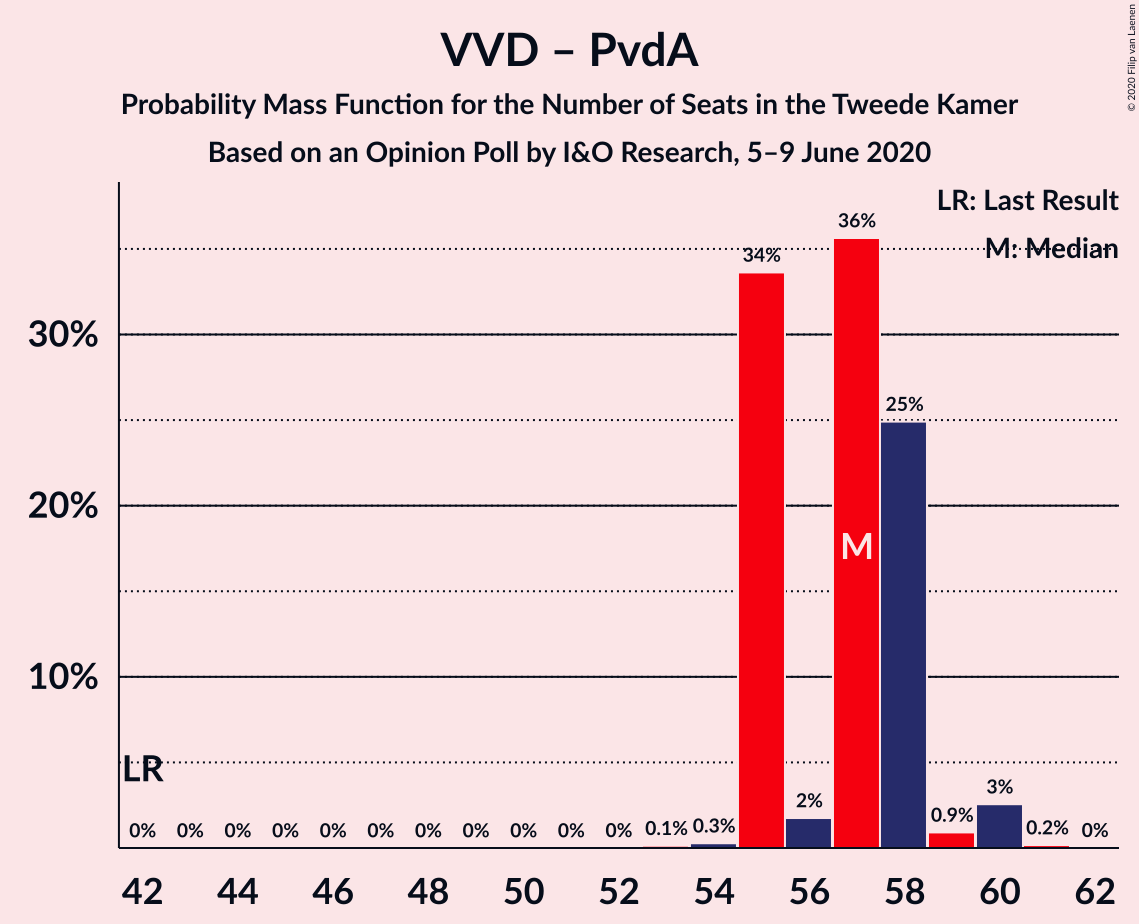 VVD – PvdA
Probability Mass Function for the Number of Seats in the Tweede Kamer
Based on an Opinion Poll by I&O Research, 5–9 June 2020
© 2020 Filip van Laenen
LR: Last Result
M: Median
36%
34%
30%
25%
20%
M
10%
LR
0% 0% 0% 0% 0% 0% 0% 0% 0% 0% 0% 0.1% 0.3% 2% 0.9% 3% 0.2% 0%
42 44 46 48 50 52 54 56 58 60 62